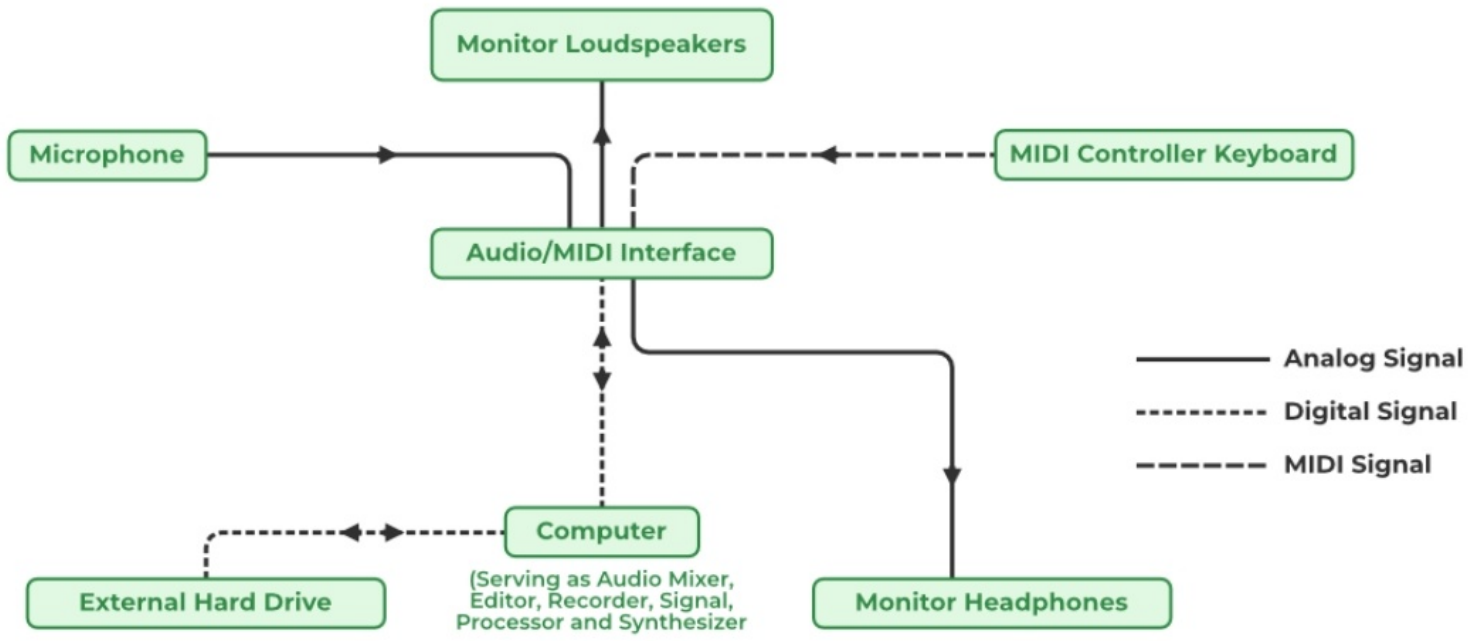 Monitor Loudspeakers
Microphone
MIDI Controller Keyboard
Audio/MIDI Interface
Analog Signal
Digital Signal
MIDI Signal
Computer
(Serving as Audio Mixer,
Editor, Recorder, Signal,
Processor and Synthesizer
External Hard Drive
Monitor Headphones